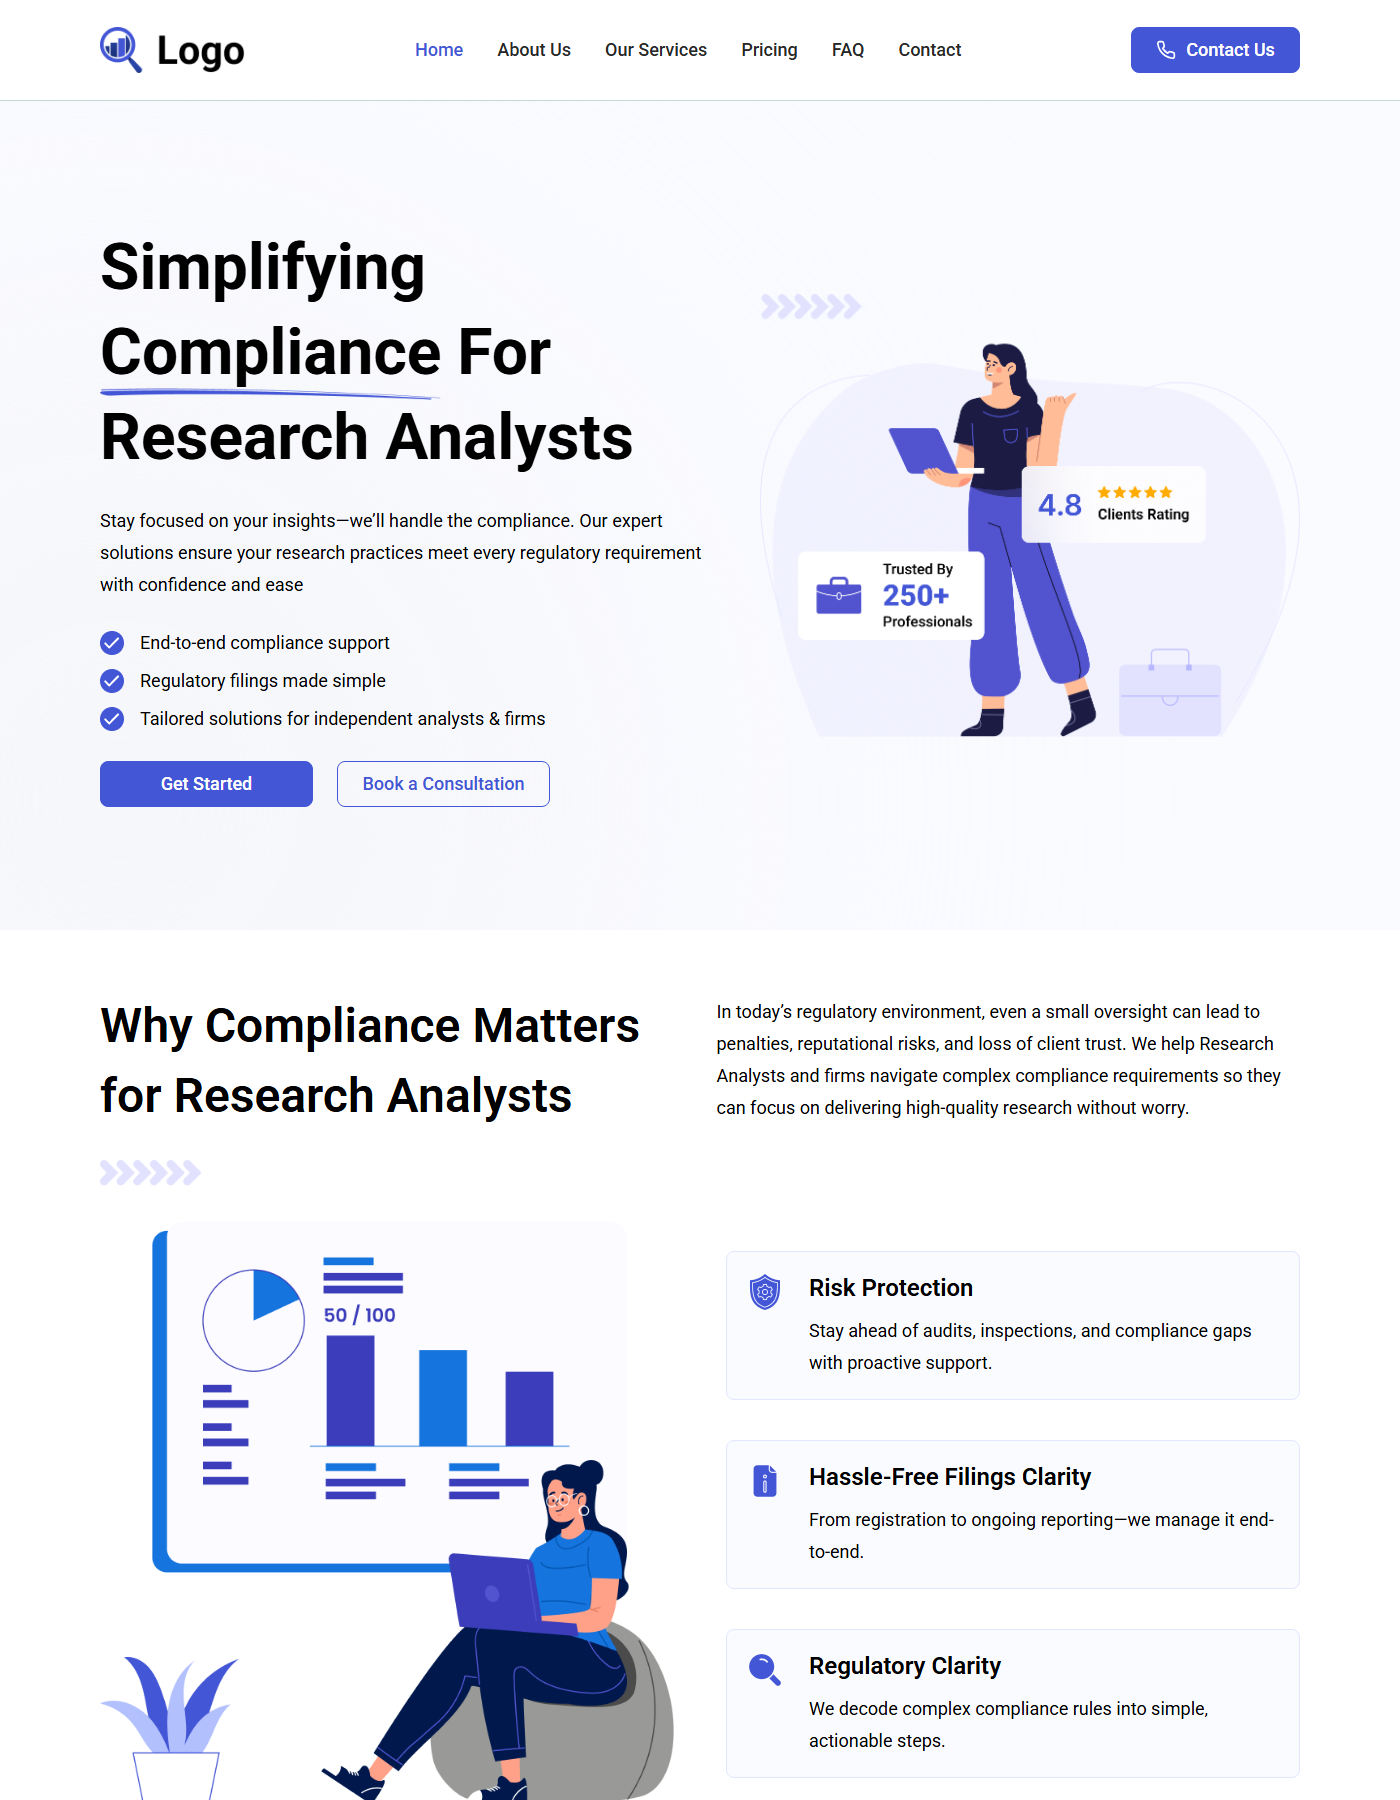 Logo
Home
About Us
Our Services
Pricing
FAQ
Contact
Contact Us
Simplifying
Compliance For
Research Analysts
Stay focused on your insights—we’ll handle the compliance. Our expert
solutions ensure your research practices meet every regulatory requirement
with confidence and ease
End-to-end compliance support
Regulatory filings made simple
Tailored solutions for independent analysts & firms
Get Started
Book a Consultation
4.8
Clients Rating
Trusted By
250+
Professionals
Why Compliance Matters
for Research Analysts
In today’s regulatory environment, even a small oversight can lead to
penalties, reputational risks, and loss of client trust. We help Research
Analysts and firms navigate complex compliance requirements so they
can focus on delivering high-quality research without worry.
50 / 100
Risk Protection
Stay ahead of audits, inspections, and compliance gaps
with proactive support.
Hassle-Free Filings Clarity
From registration to ongoing reporting—we manage it end-
to-end.
Regulatory Clarity
We decode complex compliance rules into simple,
actionable steps.